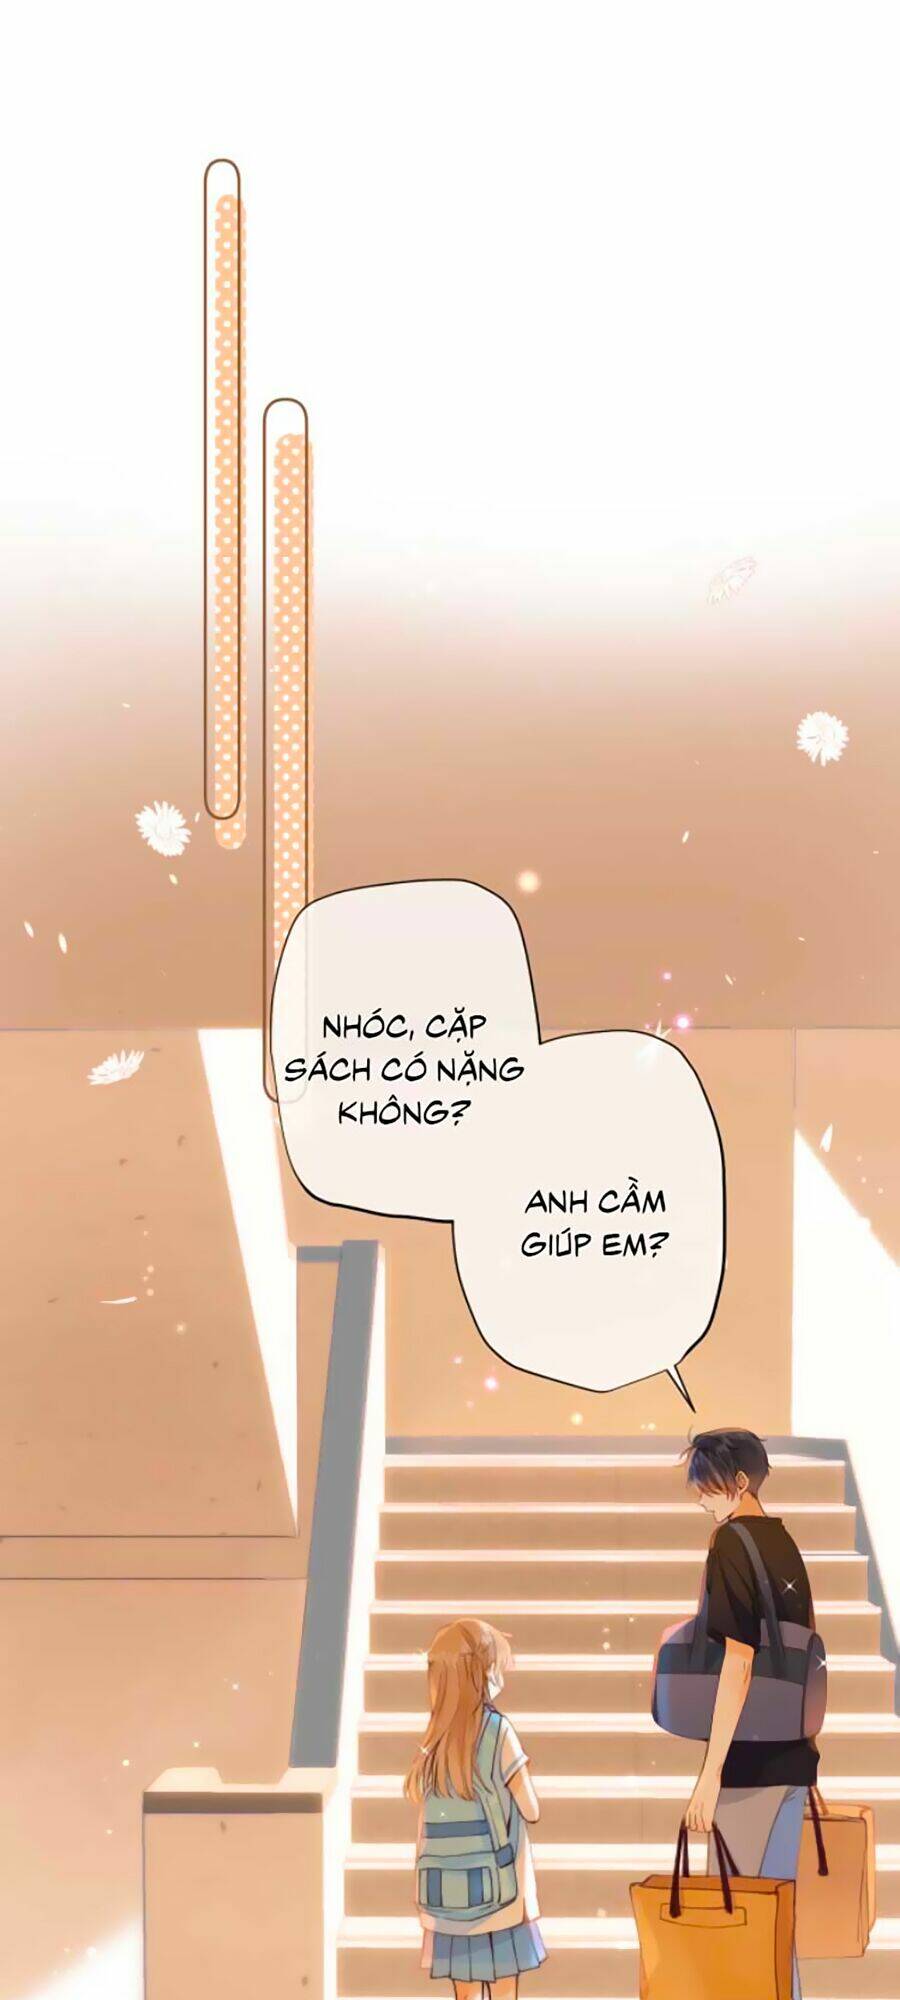 NHÓC, CẶP
SÁCH CÓ NẶNG
KHÔNG?
ANH CẦM
GIÚP EM?